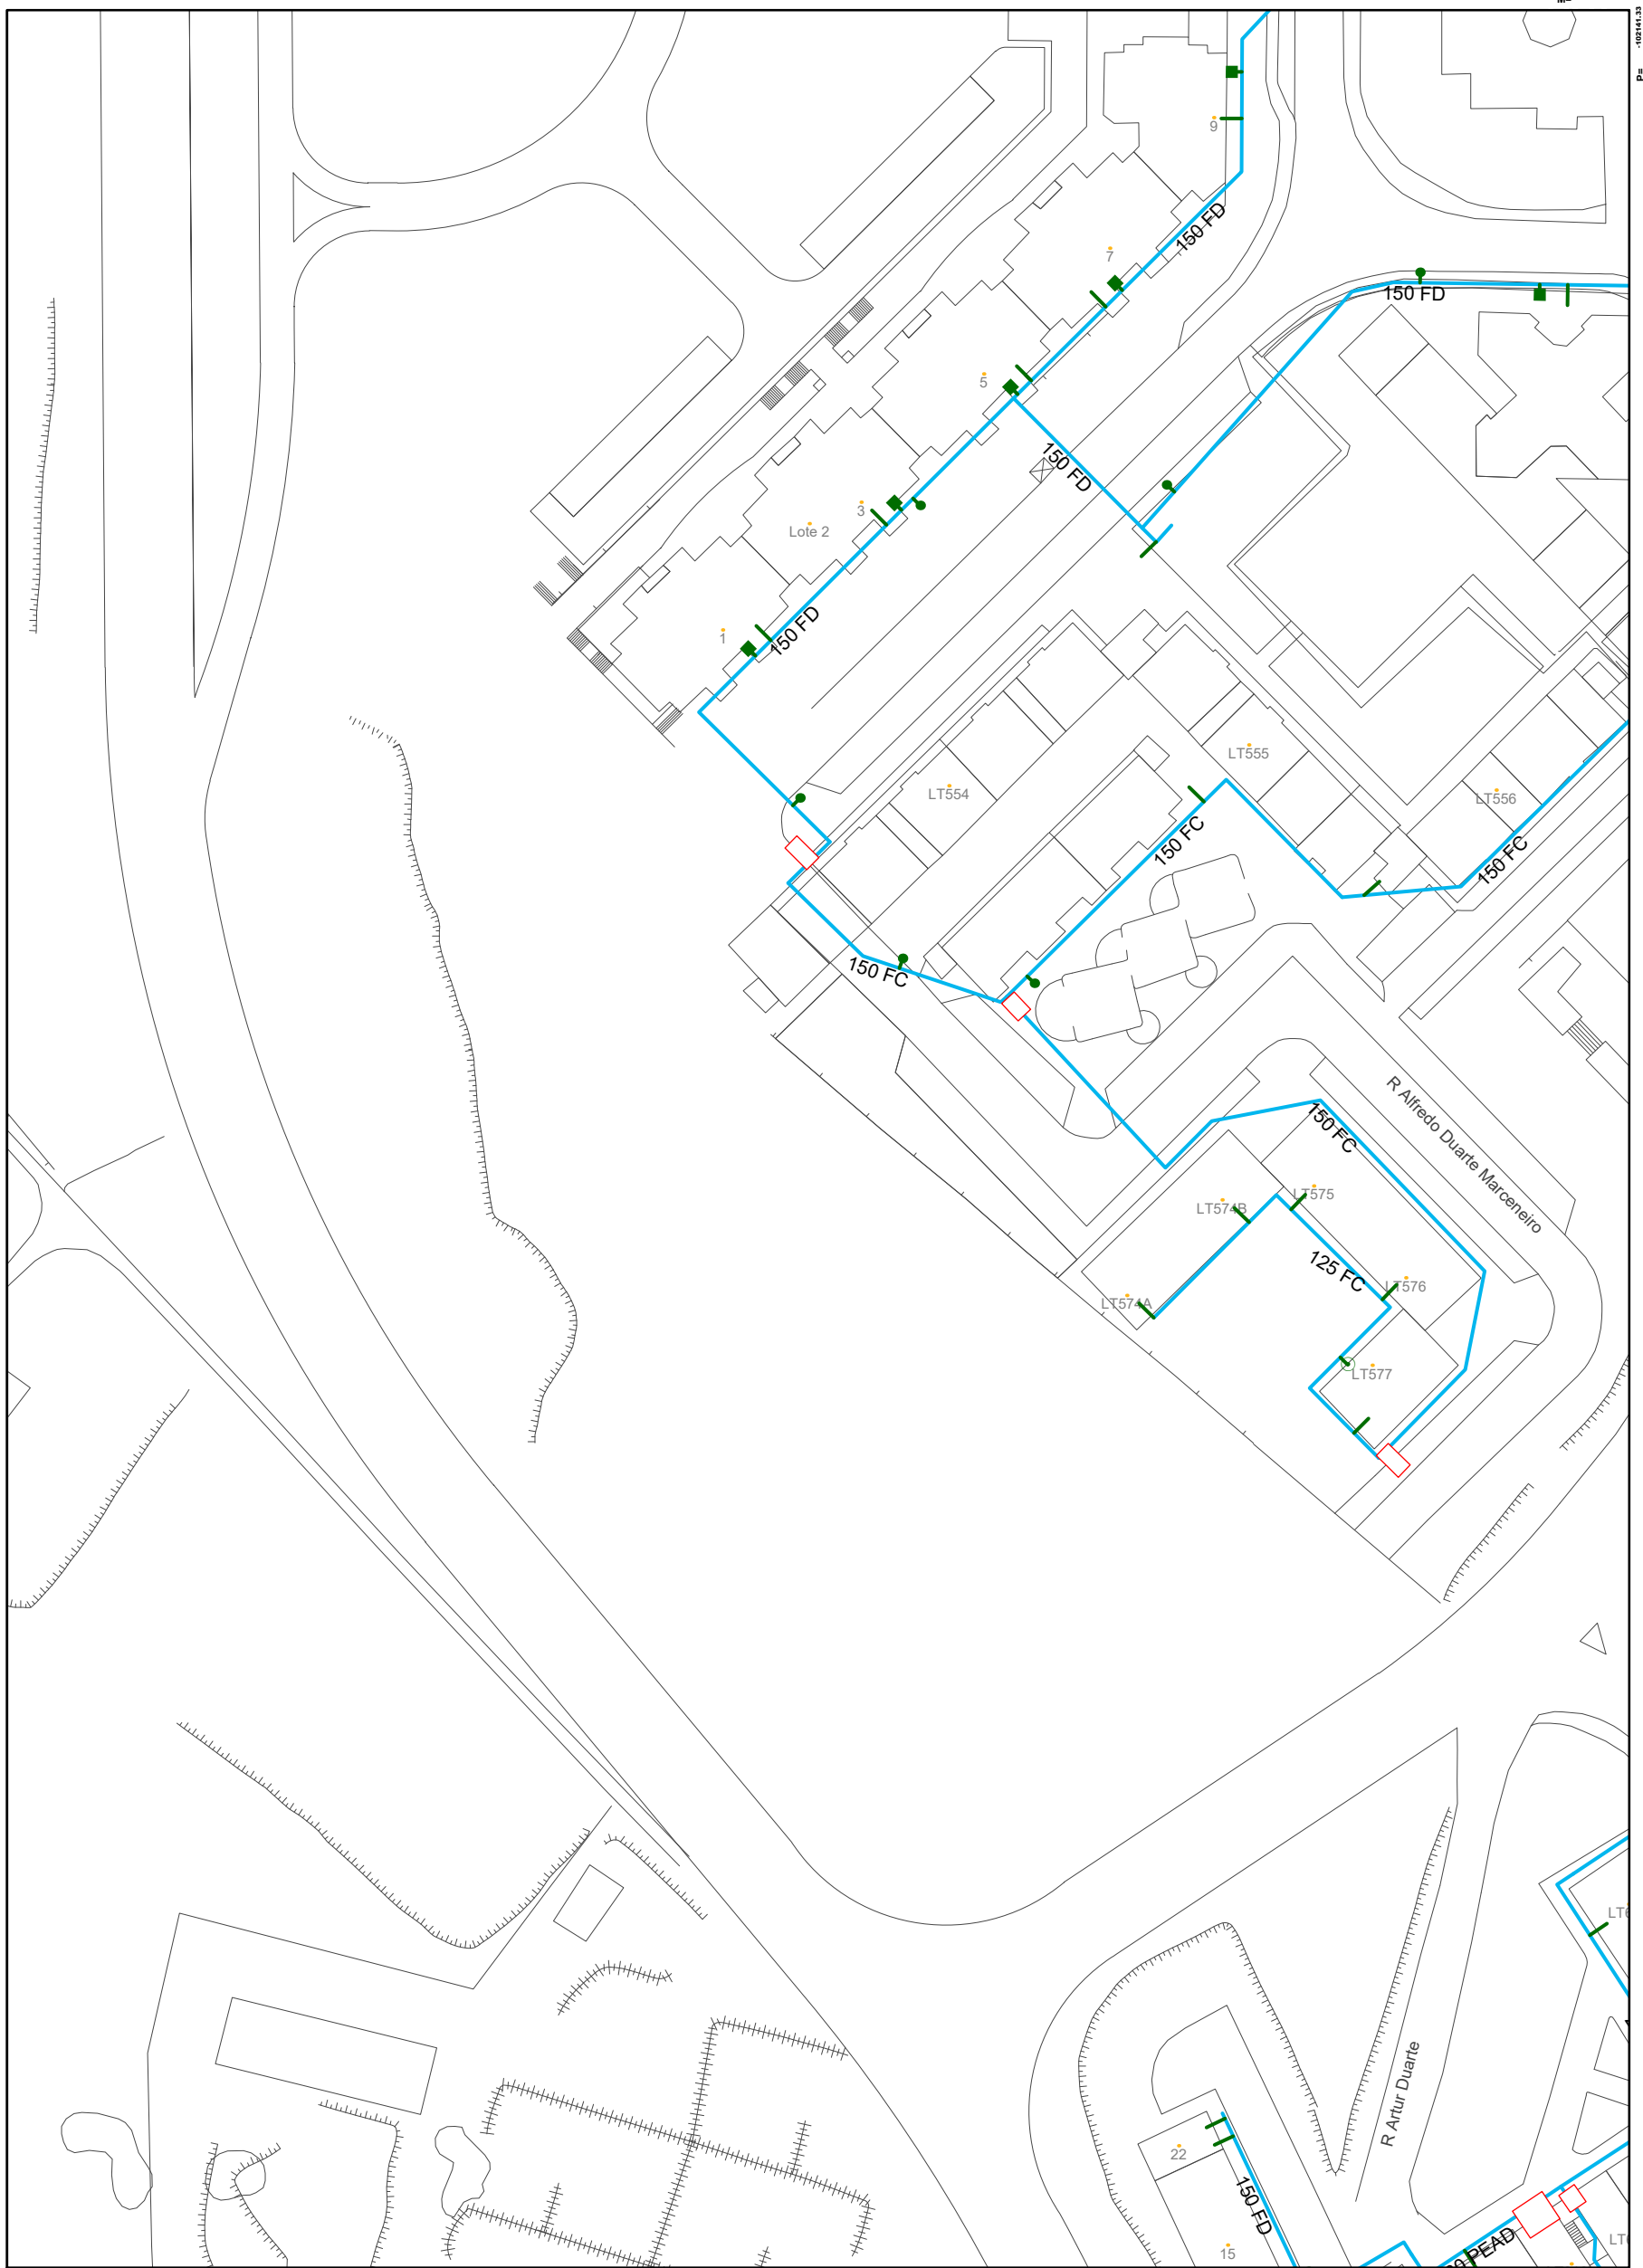 P= -102141.33
9
150 FD
7
150 FD
5
150 FD
3
Lote 2
1
150 FD
LT555
LT554
LT556
150 FC
150 FC
150 FC
R Alfredo Duarte Marceneiro
150 FC
LT575
LT574B
125 FC
LT576
LT574A
LT577
R Artur Duarte
22
150 FD
15
PEAD